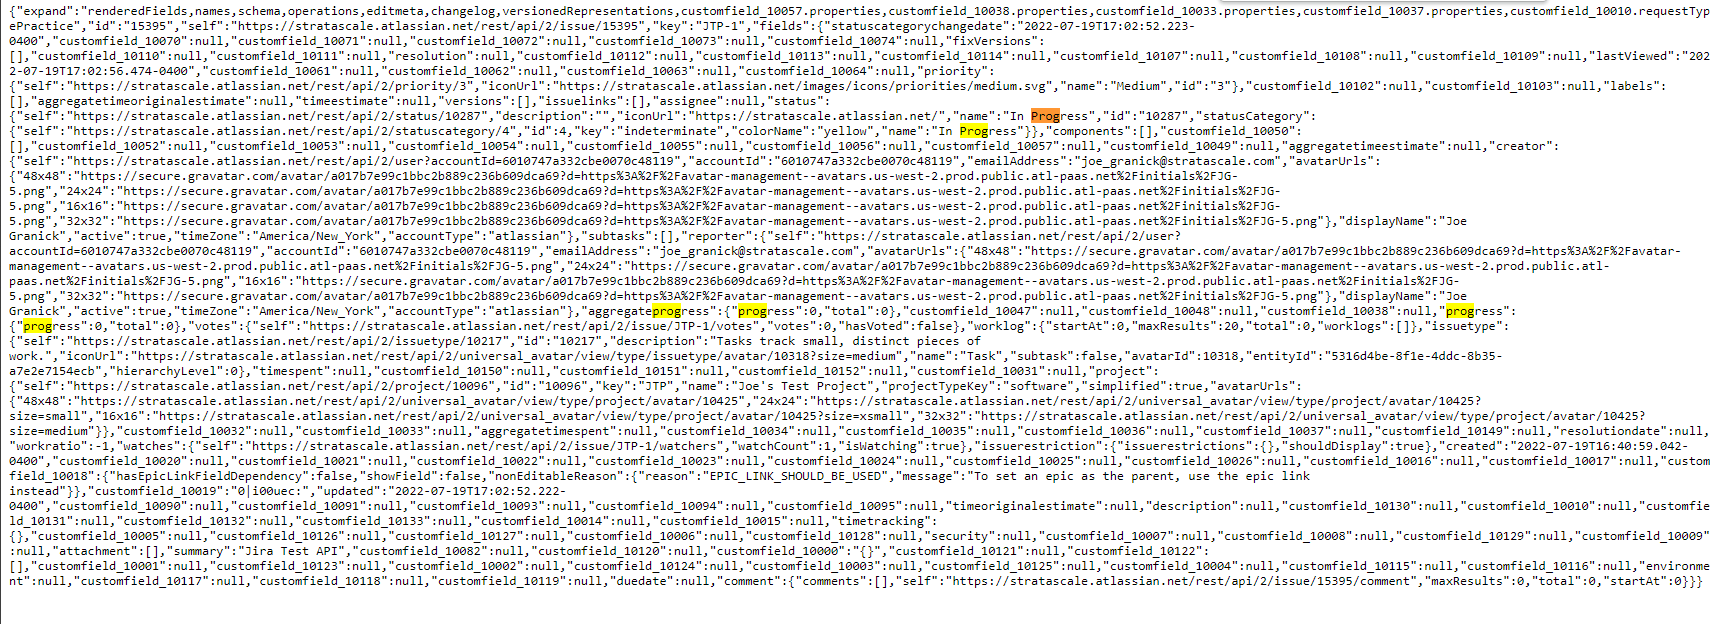 {"expand":"renderedFields,names,schema,operations,editmeta,changelog,versionedRepresentations,customfield_10057.properties,customfield_10038.properties,customfield_10033.properties,customfield_10037.properties,customfield_10010.requestTyp
ePractice","id":"15395","self":"https://stratascale.atlassian.net/rest/api/2/issue/15395","key":"JTP-1","fields":{"statuscategorychangedate":"2022-07-19T17:02:52.223-
0400","customfield_10070":null,"customfield_10071":null,"customfield_10072":null,"customfield_10073":null,"customfield_10074":null,"fixVersions":
[],"customfield_10110":null,"customfield_10111":null,"resolution":null,"customfield_10112":null,"customfield_10113":null,"customfield_10114":null,"customfield_10107":null,"customfield_10108":null,"customfield_10109":null,"lastViewed":"202
2-07-19T17:02:56.474-0400","customfield_10061":null,"customfield_10062":null,"customfield_10063":null,"customfield_10064":null,"priority":
{"self":"https://stratascale.atlassian.net/rest/api/2/priority/3","iconUrl":"https://stratascale.atlassian.net/images/icons/priorities/medium.svg","name":"Medium","id":"3"},"customfield_10102":null,"customfield_10103":null,"labels":
[],"aggregatetimeoriginalestimate":null,"timeestimate":null,"versions":[],"issuelinks":[],"assignee":null,"status":
{"self":"https://stratascale.atlassian.net/rest/api/2/status/10287","description":"","iconUrl":"https://stratascale.atlassian.net/","name":"In Progress","id":"10287","statusCategory":
{"self":"https://stratascale.atlassian.net/rest/api/2/statuscategory/4","id":4,"key":"indeterminate","colorName":"yellow","name":"In Progress"}},"components":[],"customfield_10050":
[],"customfield_10052":null,"customfield_10053":null,"customfield_10054":null,"customfield_10055":null,"customfield_10056":null,"customfield_10057":null,"customfield_10049":null,"aggregatetimeestimate":null,"creator":
{"self":"https://stratascale.atlassian.net/rest/api/2/user?accountId=6010747a332cbe0070c48119","accountId":"6010747a332cbe0070c48119","emailAddress":"joe_granick@stratascale.com","avatarUrls":
{"48x48":"https://secure.gravatar.com/avatar/a017b7e99c1bbc2b889c236b609dca69?d=https%3A%2F%2Favatar-management--avatars.us-west-2.prod.public.atl-paas.net%2Finitials%2FJG-
5.png","24x24":"https://secure.gravatar.com/avatar/a017b7e99c1bbc2b889c236b609dca69?d=https%3A%2F%2Favatar-management--avatars.us-west-2.prod.public.atl-paas.net%2Finitials%2FJG-
5.png","16x16":"https://secure.gravatar.com/avatar/a017b7e99c1bbc2b889c236b609dca69?d=https%3A%2F%2Favatar-management--avatars.us-west-2.prod.public.atl-paas.net%2Finitials%2FJG-
5.png","32x32":"https://secure.gravatar.com/avatar/a017b7e99c1bbc2b889c236b609dca69?d=https%3A%2F%2Favatar-management--avatars.us-west-2.prod.public.atl-paas.net%2Finitials%2FJG-5.png"},"displayName":"Joe
Granick","active":true,"timeZone":"America/New_York","accountType":"atlassian"},"subtasks":[],"reporter":{"self":"https://stratascale.atlassian.net/rest/api/2/user?
accountId=6010747a332cbe0070c48119","accountId":"6010747a332cbe0070c48119","emailAddress":"joe_granick@stratascale.com","avatarUrls":{"48x48":"https://secure.gravatar.com/avatar/a017b7e99c1bbc2b889c236b609dca69?d=https%3A%2F%2Favatar-
management--avatars.us-west-2.prod.public.atl-paas.net%2Finitials%2FJG-5.png","24x24":"https://secure.gravatar.com/avatar/a017b7e99c1bbc2b889c236b609dca69?d=https%3A%2F%2Favatar-management--avatars.us-west-2.prod.public.atl-
paas.net%2Finitials%2FJG-5.png","16x16":"https://secure.gravatar.com/avatar/a017b7e99c1bbc2b889c236b609dca69?d=https%3A%2F%2Favatar-management--avatars.us-west-2.prod.public.atl-paas.net%2Finitials%2FJG-
5.png","32x32":"https://secure.gravatar.com/avatar/a017b7e99c1bbc2b889c236b609dca69?d=https%3A%2F%2Favatar-management--avatars.us-west-2.prod.public.atl-paas.net%2Finitials%2FJG-5.png"},"displayName":"Joe
Granick","active":true,"timeZone":"America/New_York","accountType":"atlassian"},"aggregateprogress":{"progress":0,"total":0},"customfield_10047":null,"customfield_10048":null,"customfield_10038":null,"progress":
{"progress":0,"total":0},"votes":{"self":"https://stratascale.atlassian.net/rest/api/2/issue/JTP-1/votes","votes":0,"hasVoted":false},"worklog":{"startAt":0,"maxResults":20,"total":0,"worklogs":[]},"issuetype":
{"self":"https://stratascale.atlassian.net/rest/api/2/issuetype/10217","id":"10217","description":"Tasks track small, distinct pieces of
work.","iconUrl":"https://stratascale.atlassian.net/rest/api/2/universal_avatar/view/type/issuetype/avatar/10318?size=medium","name":"Task","subtask":false,"avatarId":10318,"entityId":"5316d4be-8f1e-4ddc-8b35-
a7e2e7154ecb","hierarchyLevel":0},"timespent":null,"customfield_10150":null,"customfield_10151":null,"customfield_10152":null,"customfield_10031":null,"project":
{"self":"https://stratascale.atlassian.net/rest/api/2/project/10096","id":"10096","key":"JTP","name":"Joe's Test Project","projectTypeKey":"software","simplified":true,"avatarUrls":
{"48x48":"https://stratascale.atlassian.net/rest/api/2/universal_avatar/view/type/project/avatar/10425","24x24":"https://stratascale.atlassian.net/rest/api/2/universal_avatar/view/type/project/avatar/10425?
size=small","16x16":"https://stratascale.atlassian.net/rest/api/2/universal_avatar/view/type/project/avatar/10425?size=xsmall","32x32":"https://stratascale.atlassian.net/rest/api/2/universal_avatar/view/type/project/avatar/10425?
size=medium"}},"customfield_10032":null,"customfield_10033":null,"aggregatetimespent":null,"customfield_10034":null,"customfield_10035":null,"customfield_10036":null,"customfield_10037":null,"customfield_10149":null,"resolutiondate":null,
"workratio":-1,"watches":{"self":"https://stratascale.atlassian.net/rest/api/2/issue/JTP-1/watchers","watchCount":1,"isWatching":true},"issuerestriction":{"issuerestrictions":{},"shouldDisplay":true},"created":"2022-07-19T16:40:59.042-
0400","customfield_10020":null,"customfield_10021":null,"customfield_10022":null,"customfield_10023":null,"customfield_10024":null,"customfield_10025":null,"customfield_10026":null,"customfield_10016":null,"customfield_10017":null,"custom
field_10018":{"hasEpicLinkFieldDependency":false,"showField":false,"nonEditableReason":{"reason":"EPIC_LINK_SHOULD_BE_USED","message":"To set an epic as the parent, use the epic link
instead"}},"customfield_10019":"0|i00uec:","updated":"2022-07-19T17:02:52.222-
0400","customfield_10090":null,"customfield_10091":null,"customfield_10093":null,"customfield_10094":null,"customfield_10095":null,"timeoriginalestimate":null,"description":null,"customfield_10130":null,"customfield_10010":null,"customfie
ld_10131":null,"customfield_10132":null,"customfield_10133":null,"customfield_10014":null,"customfield_10015":null,"timetracking":
{},"customfield_10005":null,"customfield_10126":null,"customfield_10127":null,"customfield_10006":null,"customfield_10128":null,"security":null,"customfield_10007":null,"customfield_10008":null,"customfield_10129":null,"customfield_10009"
:null,"attachment":[],"summary":"Jira Test API","customfield_10082":null,"customfield_10120":null,"customfield_10000":"{}","customfield_10121":null,"customfield_10122":
[],"customfield_10001":null,"customfield_10123":null,"customfield_10002":null,"customfield_10124":null,"customfield_10003":null,"customfield_10125":null,"customfield_10004":null,"customfield_10115":null,"customfield_10116":null,"environme
nt":null,"customfield_10117":null,"customfield_10118":null,"customfield_10119":null,"duedate":null,"comment":{"comments":[],"self":"https://stratascale.atlassian.net/rest/api/2/issue/15395/comment","maxResults":0,"total":0,"startAt":0}}}